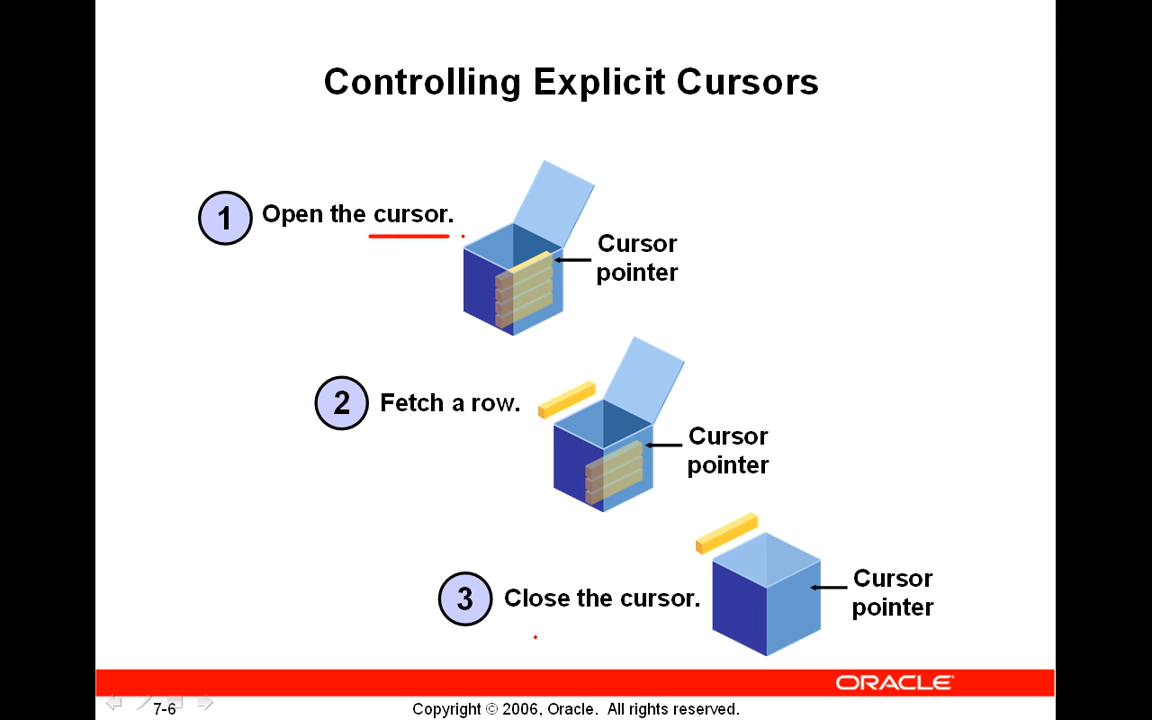 Controlling Explicit Cursors
1 Open the cursor.
Cursor
pointer
2 Fetch a row.
Cursor
pointer
3 Close the cursor.
Cursor
pointer
ORACLE
7-6 Copyright © 2006, Oracle. All rights reserved.